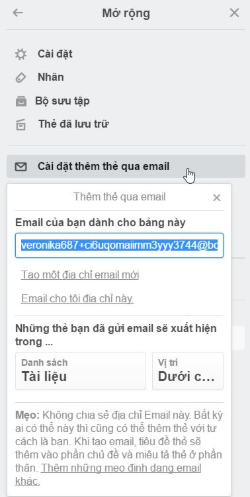 Mở rộng
Cài đặt
Nhãn
Bộ sưu tập
Thẻ đã lưu trữ
Cài đặt thêm thẻ qua email
Thêm thẻ qua email
Email của bạn dành cho bảng này
veronika687+ci6uqomaiimm3yyy3744@bo
Tạo một địa chỉ email mới
Email cho tôi địa chỉ này.
Những thẻ bạn đã gửi email sẽ xuất hiện
trong ...
Danh sách
Tài liệu
Vị trí
Dưới c...
Mẹo: Không chia sẻ địa chỉ Email này. Bất kỳ
ai có thể này thì cũng có thể thêm thẻ với tư
cách là bạn. Khi tạo email, tiêu đề thẻ sẽ
thêm vào phần chủ đề và miêu tả thẻ ở phần
thân. Thêm những mẹo định dạng email
khác.